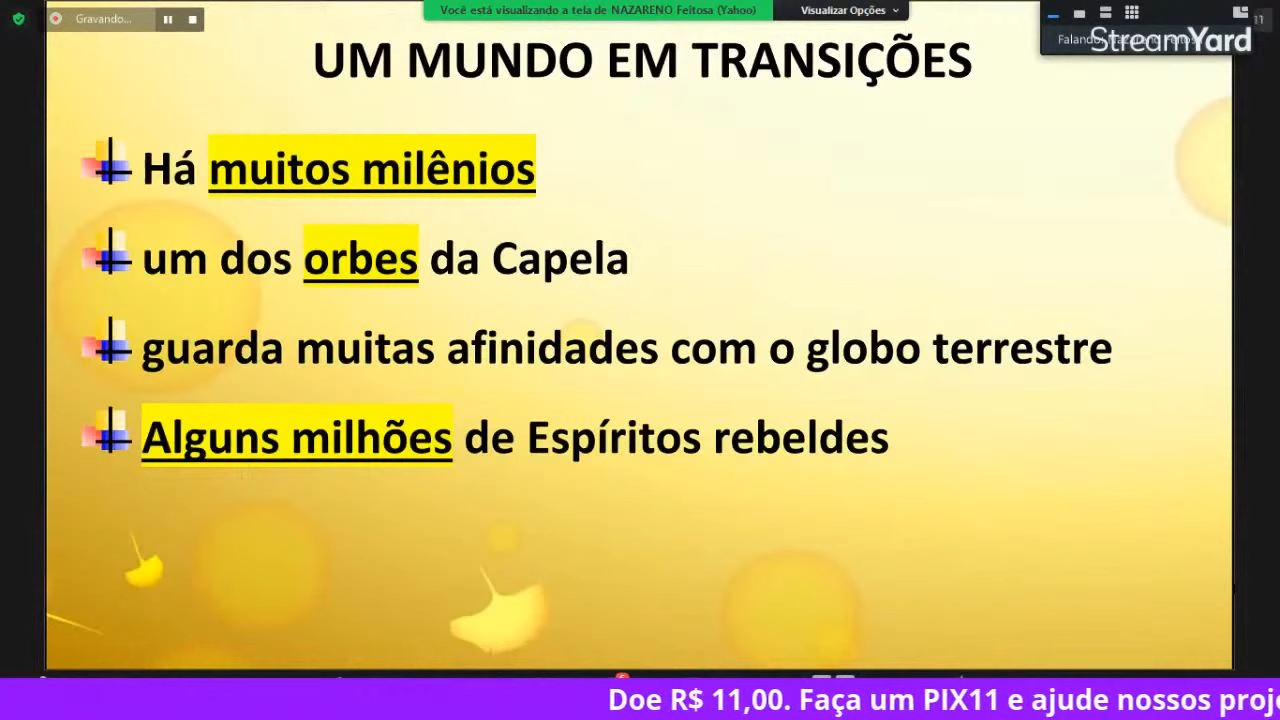 Gravando...
Você está visualizando a tela de NAZARENO Feitosa (Yahoo)
Visualizar Opções
11
StreamYard
UM MUNDO EM TRANSIÇÕES
Há muitos milênios
um dos orbes da Capela
guarda muitas afinidades com o globo terrestre
Alguns milhões de Espíritos rebeldes
Doe R$ 11,00. Faça um PIX11 e ajude nossos proje